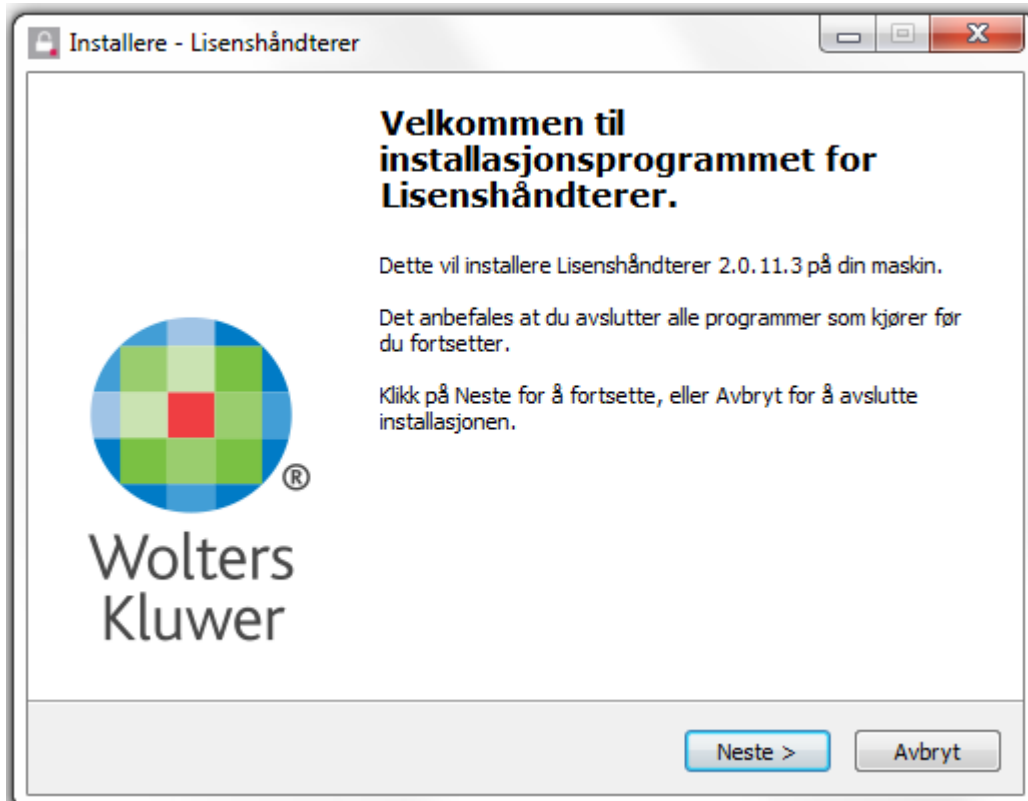 Installere - Lisenshåndterer
Velkommen til
installasjonsprogrammet for
Lisenshåndterer.
Dette vil installere Lisenshåndterer 2.0.11.3 på din maskin.
Det anbefales at du avslutter alle programmer som kjører før
du fortsetter.
Klikk på Neste for å fortsette, eller Avbryt for å avslutte
installasjonen.
®
Wolters
Kluwer
Neste >
Avbryt